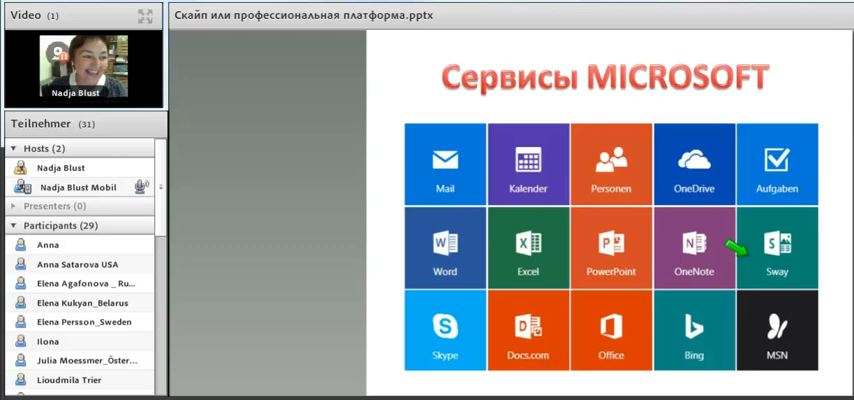 Video (1)
Nadja Blust
Teilnehmer (31)
Hosts (2)
Nadja Blust
Nadja Blust Mobil
Presenters (0)
Participants (29)
Anna
Anna Satarova USA
Elena Agafonova _ Ru...
Elena Kukyan_Belarus
Elena Persson_Sweden
Ilona
Julia Moessmer_Öster...
Lioudmila Trier
Скайп или профессиональная платформа.pptx
Сервисы MICROSOFT
Mail Kalender Personen OneDrive Aufgaben
Word Excel PowerPoint OneNote Sway
Skype Docs.com Office Bing MSN